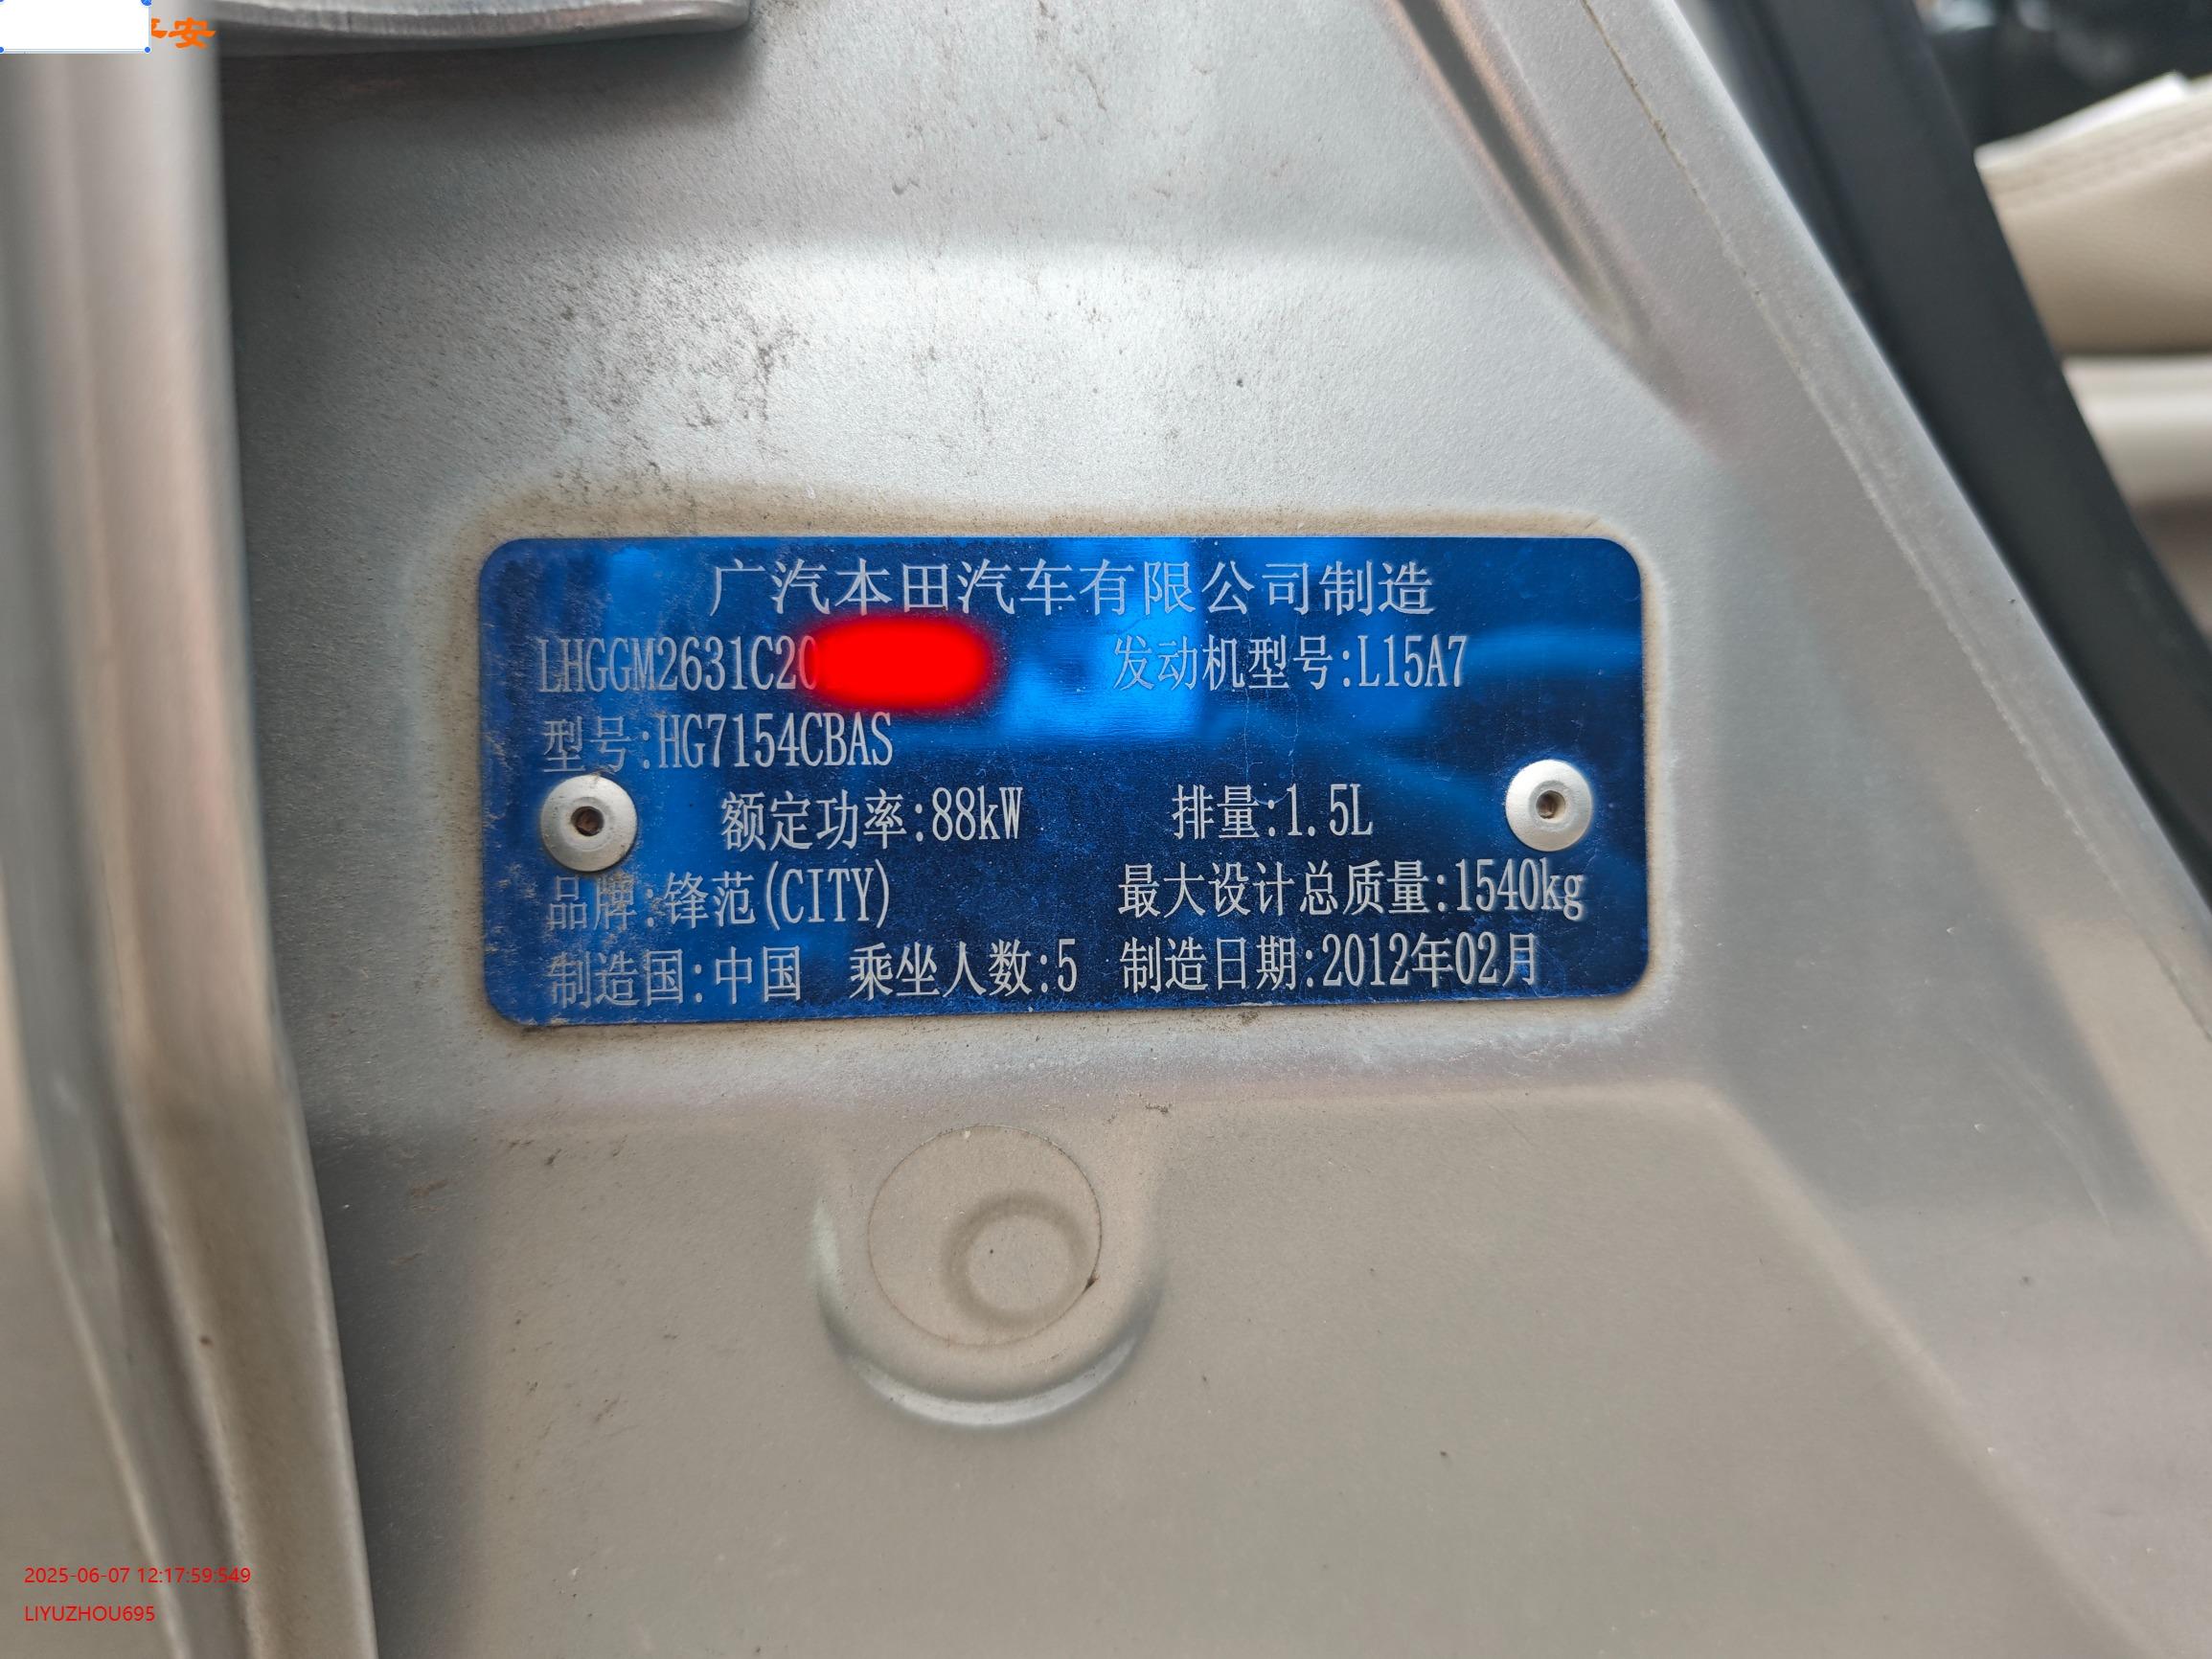 安
广汽本田汽车有限公司制造
LHGGM2631C20 发动机型号:L15A7
型号:HG7154CBAS
额定功率:88kW 排量:1.5L
品牌:锋范(CITY) 最大设计总质量:1540kg
制造国:中国 乘坐人数:5 制造日期:2012年02月
2025-06-07 12:17:59:549
LIYUZHOU695